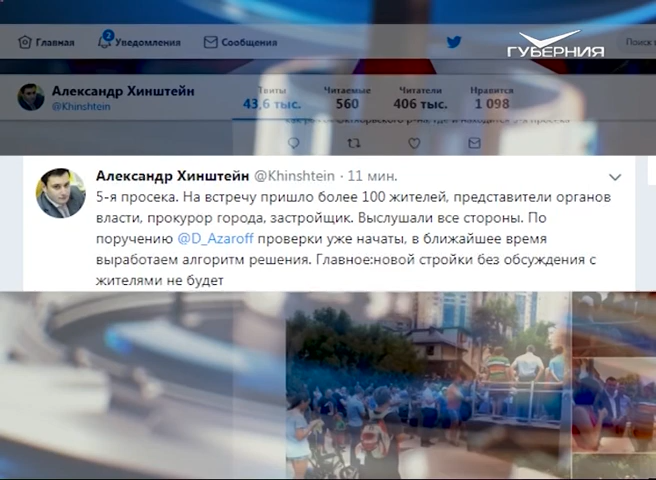 Главная
2
Уведомления
Сообщения
ГУБЕРНИЯ
Поиск
Александр Хинштейн
@Khinshtein
Твиты
43,6 тыс.
Читаемые
560
Читатели
406 тыс.
Нравится
1 098
Александр Хинштейн @Khinshtein · 11 мин.
5-я просека. На встречу пришло более 100 жителей, представители органов
власти, прокурор города, застройщик. Выслушали все стороны. По
поручению @D_Azaroff проверки уже начаты, в ближайшее время
выработаем алгоритм решения. Главное:новой стройки без обсуждения с
жителями не будет